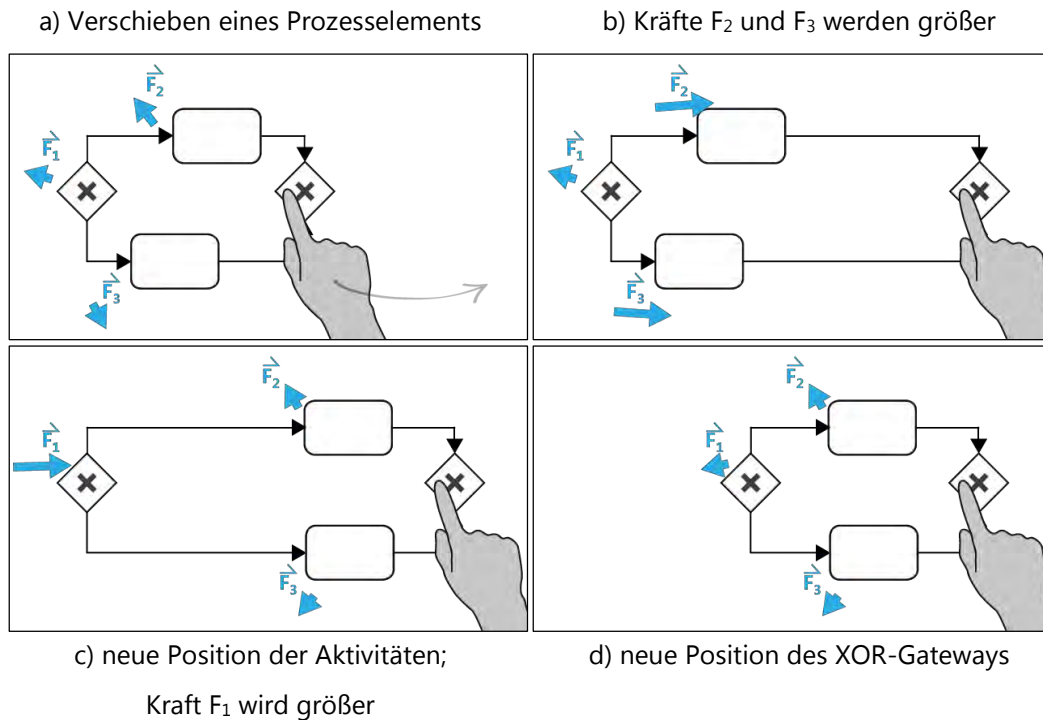 a) Verschieben eines Prozesselements
b) Kräfte F₂ und F₃ werden größer
F₂
F₁
F₃
F₂
F₁
F₃
F₂
F₁
F₃
F₂
F₁
F₃
c) neue Position der Aktivitäten;
Kraft F₁ wird größer
d) neue Position des XOR-Gateways